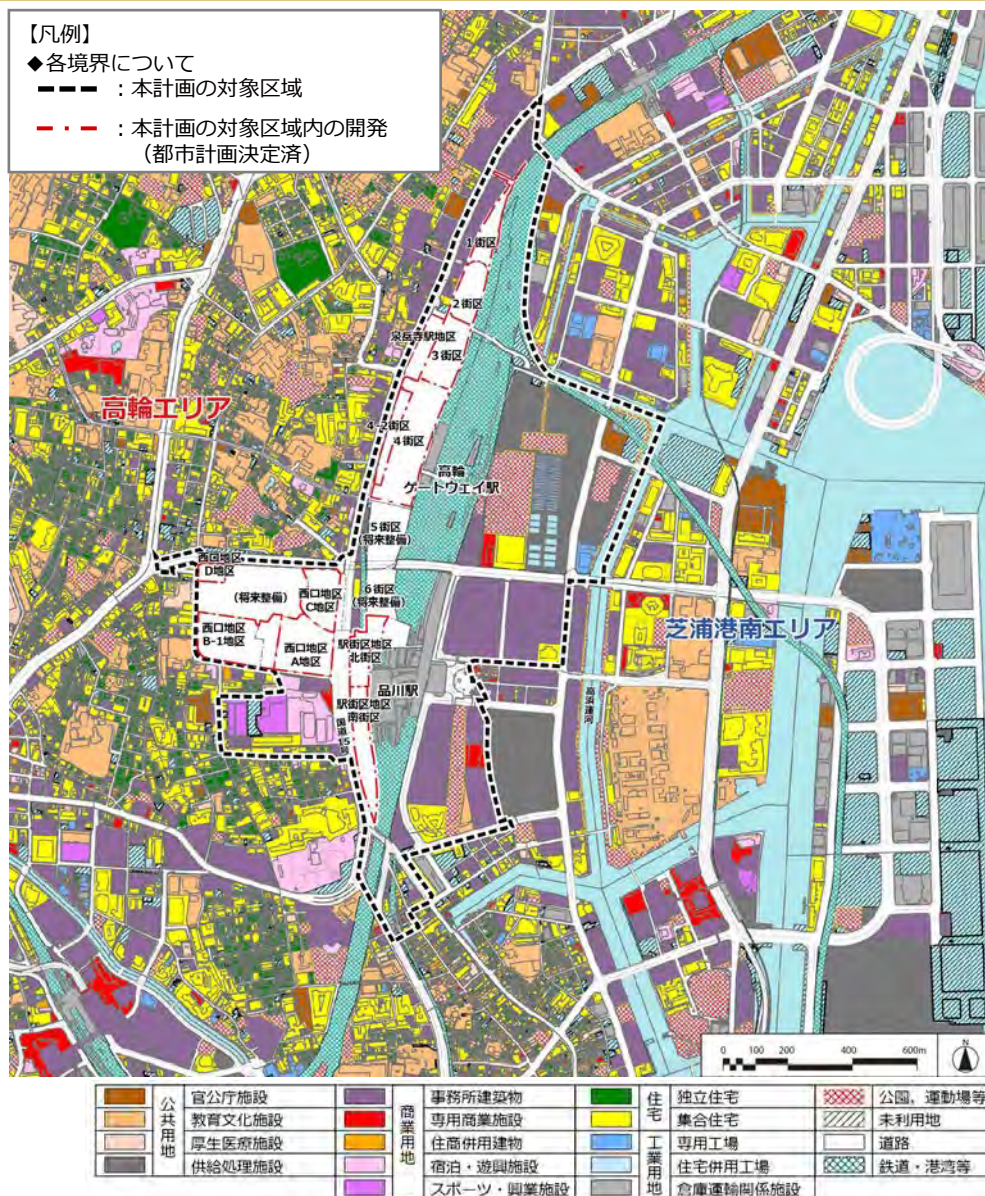 【凡例】
◆各境界について
：本計画の対象区域
：本計画の対象区域内の開発
（都市計画決定済）
1街区
2街区
泉岳寺駅地区
3街区
高輪エリア
4-2街区
4街区
高輪
ゲートウェイ駅
5街区
(将来整備)
西口地区
D地区
(将来整備)
西口地区
C地区
6街区
(将来整備)
西口地区
B-1地区
西口地区
A地区
駅街区地区
北街区
芝浦港南エリア
品川駅
駅街区地区
南街区
国道15号
高浜運河
0 100 200 400 600m
N
公共用地
官公庁施設
教育文化施設
厚生医療施設
供給処理施設
商業用地
事務所建築物
専用商業施設
住商併用建物
宿泊・遊興施設
スポーツ・興業施設
住宅
独立住宅
集合住宅
工業用地
専用工場
住宅併用工場
倉庫運輸関係施設
公園、運動場等
未利用地
道路
鉄道・港湾等